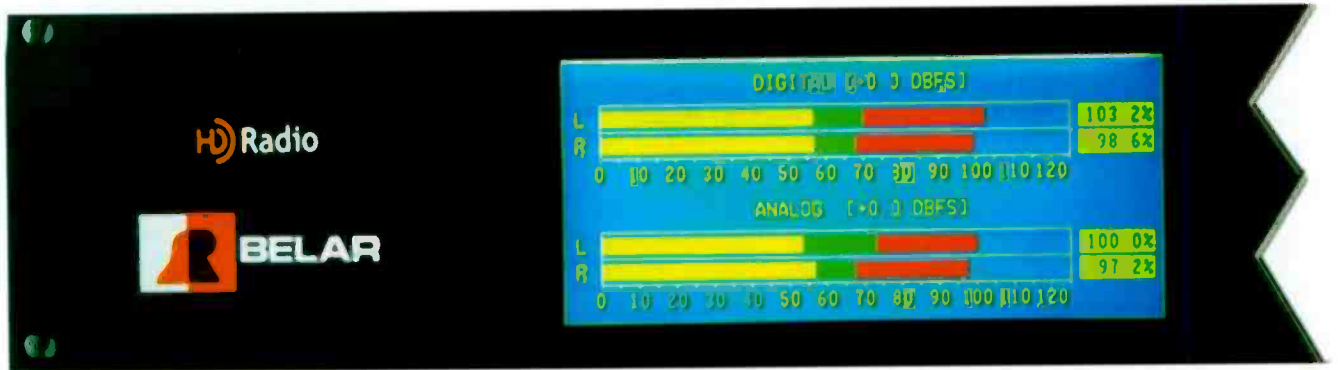 HD Radio
BELAR
DIGITAL [+0 0 DBFS]
L 103 2%
R 98 6%
0 10 20 30 40 50 60 70 80 90 100 110 120
ANALOG [+0 0 DBFS]
L 100 0%
R 97 2%
0 10 20 30 40 50 60 70 80 90 100 110 120